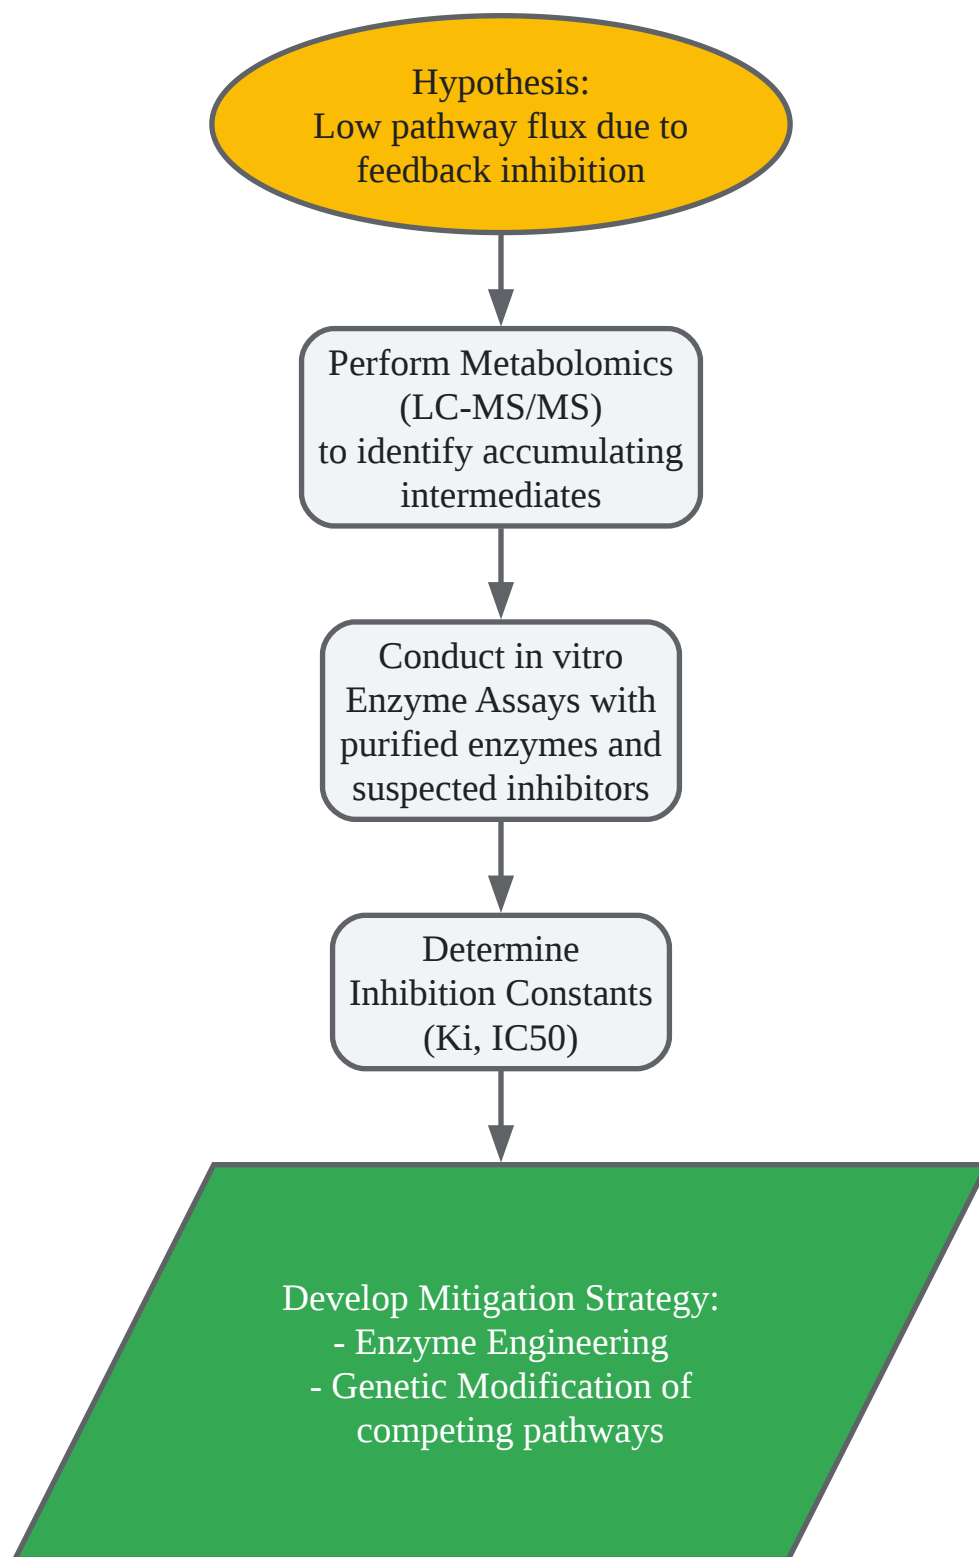 Hypothesis:
Low pathway flux due to
feedback inhibition
Perform Metabolomics
(LC-MS/MS)
to identify accumulating
intermediates
Conduct in vitro
Enzyme Assays with
purified enzymes and
suspected inhibitors
Determine
Inhibition Constants
(Ki, IC50)
Develop Mitigation Strategy:
- Enzyme Engineering
- Genetic Modification of
competing pathways